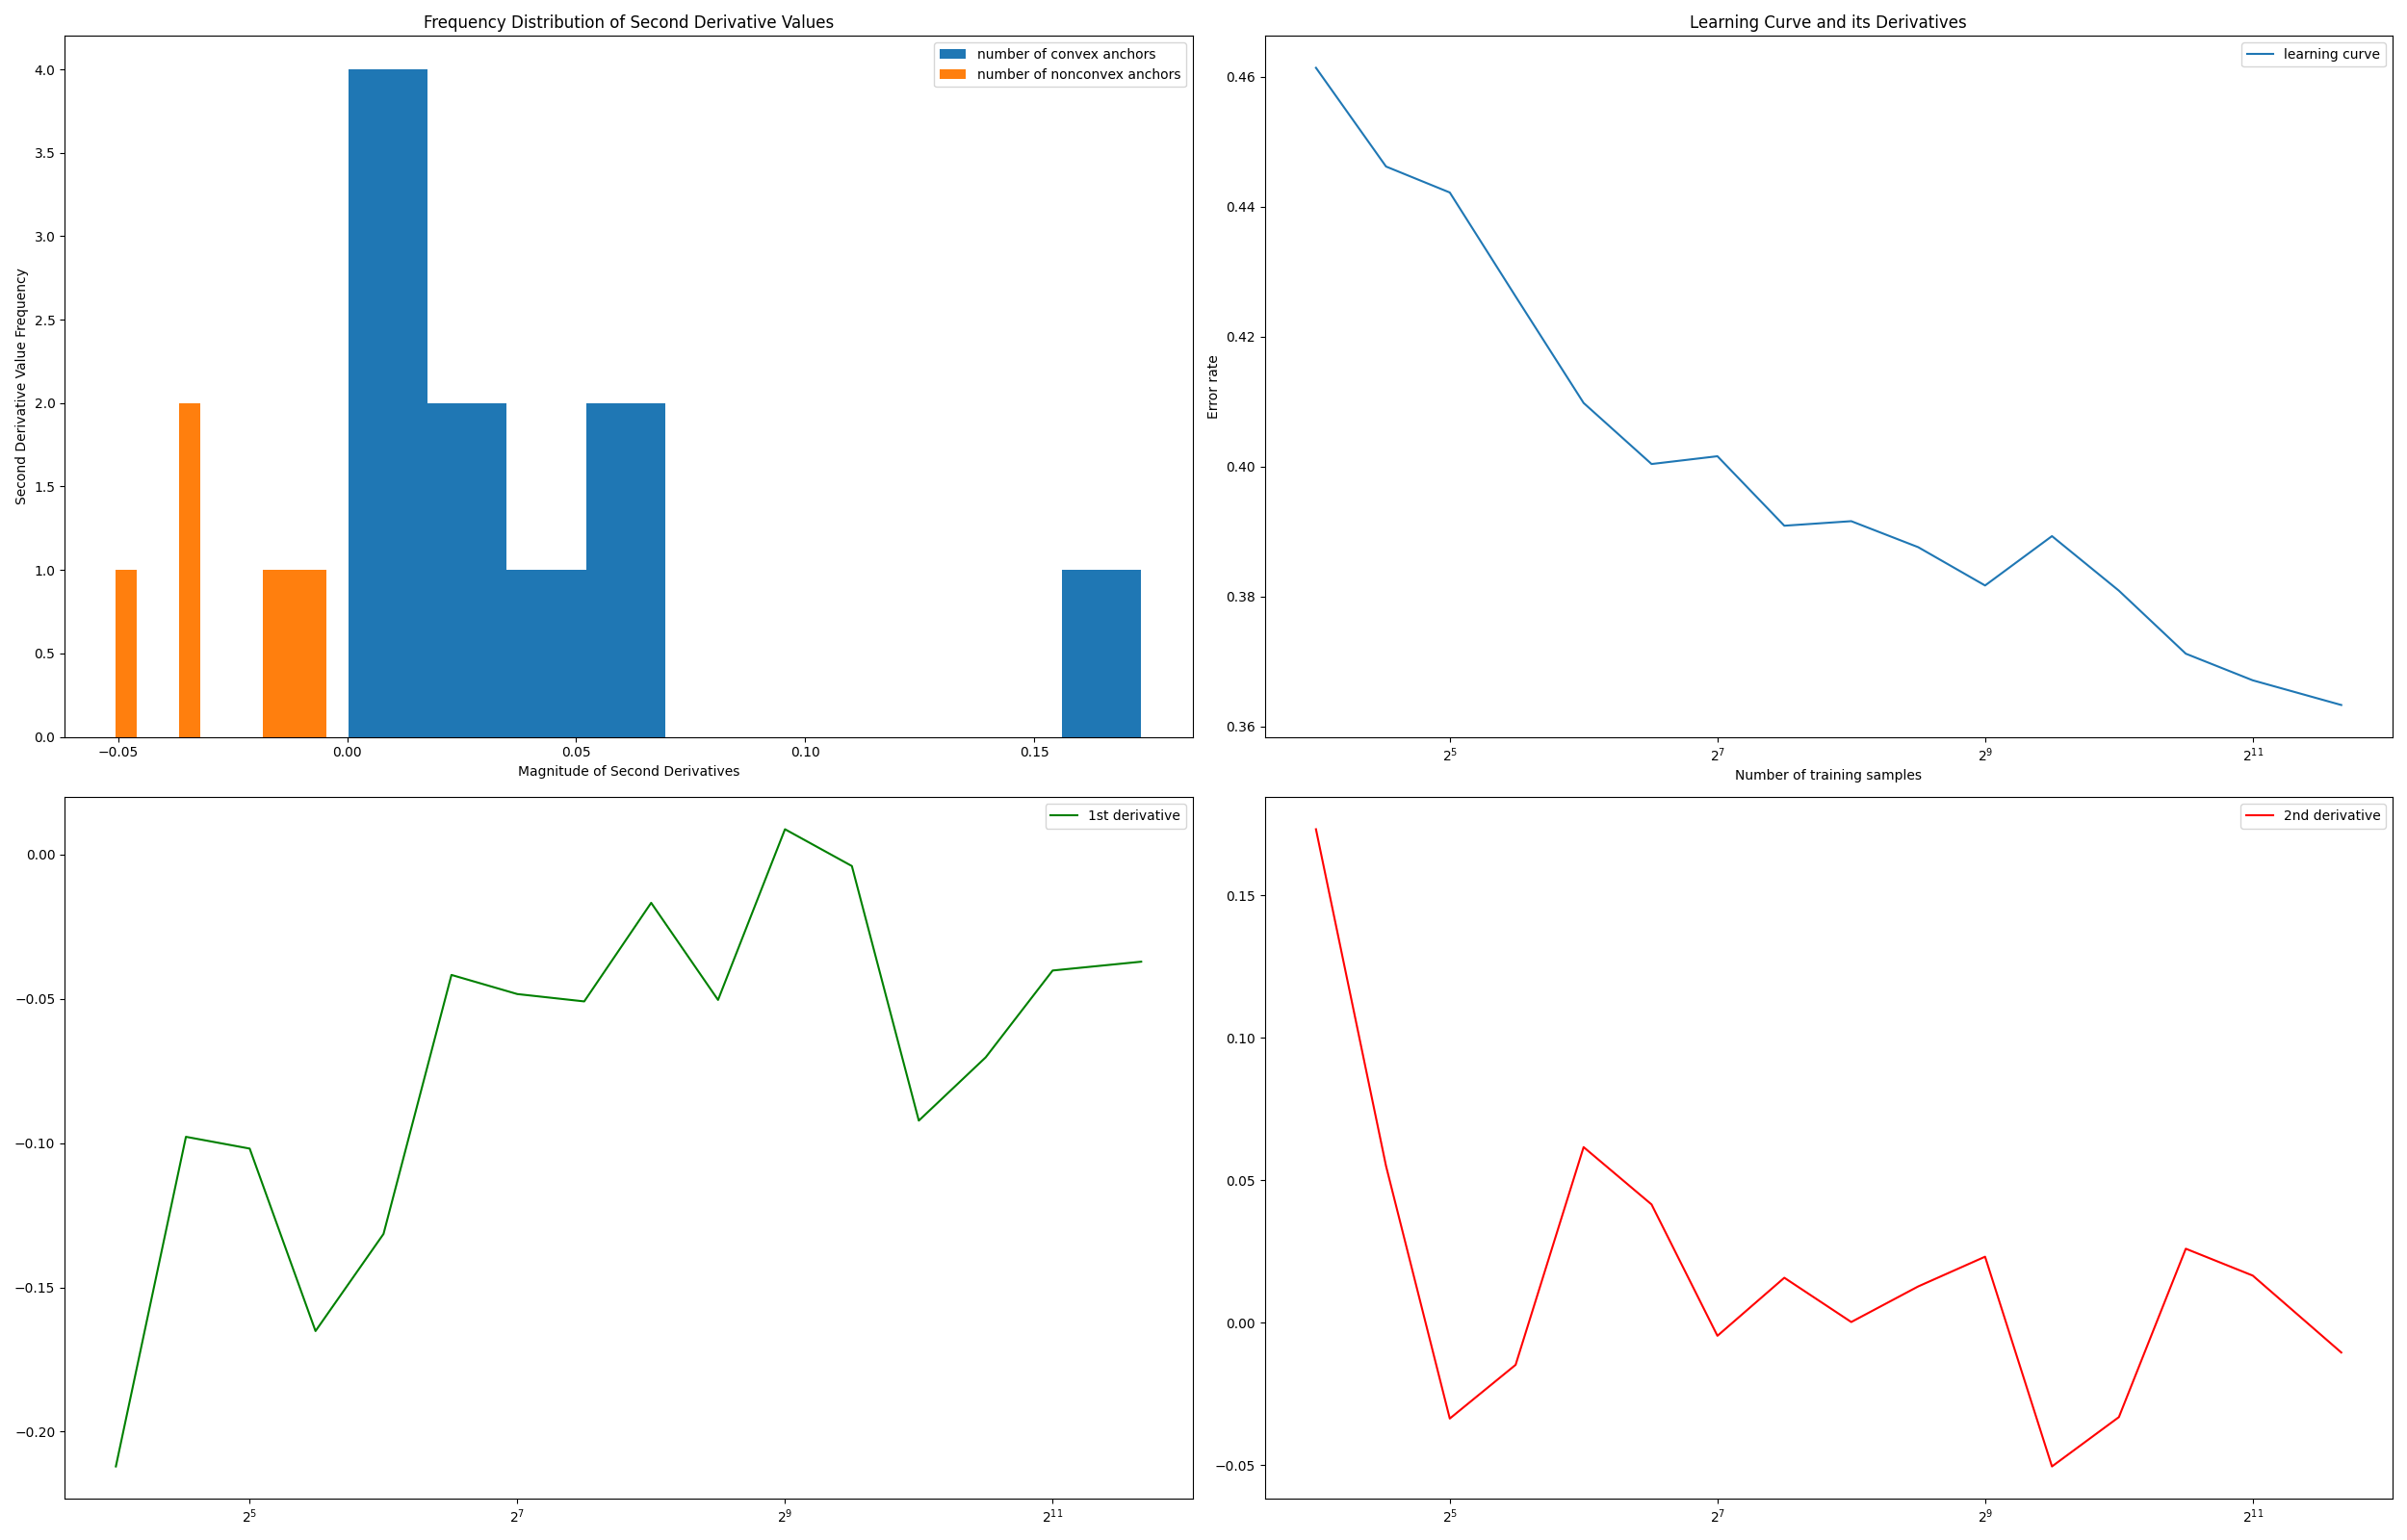 Frequency Distribution of Second Derivative Values
number of convex anchors
number of nonconvex anchors
4.0
3.5
3.0
2.5
2.0
1.5
1.0
0.5
0.0
Second Derivative Value Frequency
−0.05 0.00 0.05 0.10 0.15
Magnitude of Second Derivatives
Learning Curve and its Derivatives
learning curve
0.46
0.44
0.42
0.40
0.38
0.36
Error rate
2^5 2^7 2^9 2^11
Number of training samples
1st derivative
0.00
−0.05
−0.10
−0.15
−0.20
2^5 2^7 2^9 2^11
2nd derivative
0.15
0.10
0.05
0.00
−0.05
2^5 2^7 2^9 2^11